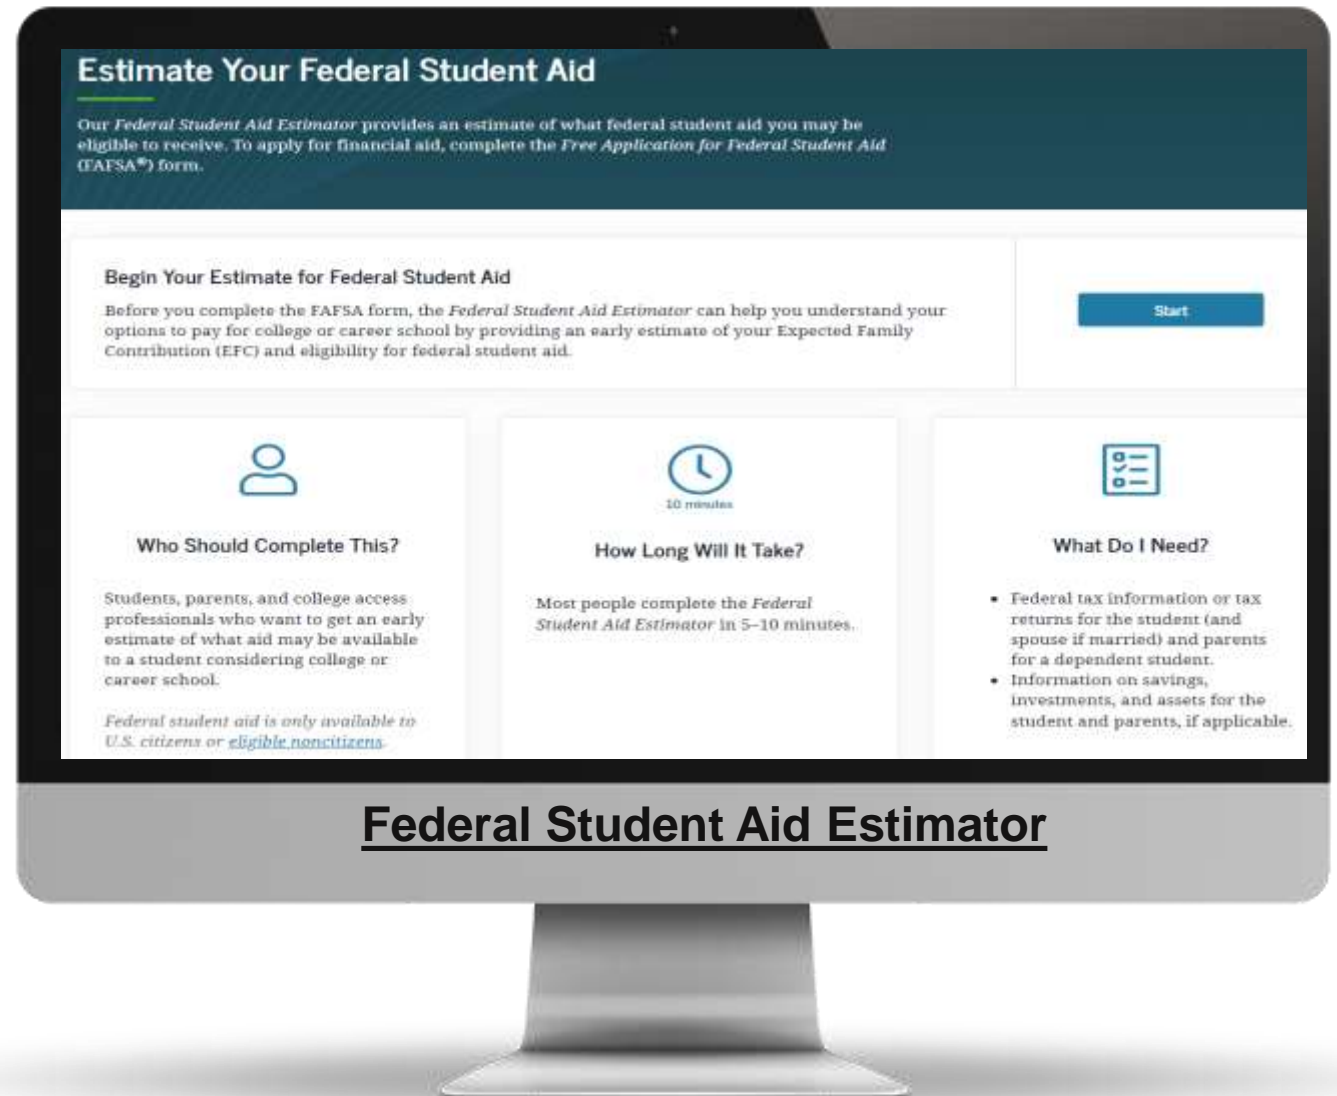 Estimate Your Federal Student Aid
Our Federal Student Aid Estimator provides an estimate of what federal student aid you may be
eligible to receive. To apply for financial aid, complete the Free Application for Federal Student Aid
(FAFSA®) form.
Begin Your Estimate for Federal Student Aid
Before you complete the FAFSA form, the Federal Student Aid Estimator can help you understand your
options to pay for college or career school by providing an early estimate of your Expected Family
Contribution (EFC) and eligibility for federal student aid.
Start
Who Should Complete This?
Students, parents, and college access
professionals who want to get an early
estimate of what aid may be available
to a student considering college or
career school.
Federal student aid is only available to
U.S. citizens or eligible noncitizens.
10 minutes
How Long Will It Take?
Most people complete the Federal
Student Aid Estimator in 5–10 minutes.
What Do I Need?
• Federal tax information or tax
returns for the student (and
spouse if married) and parents
for a dependent student.
• Information on savings,
investments, and assets for the
student and parents, if applicable.
Federal Student Aid Estimator